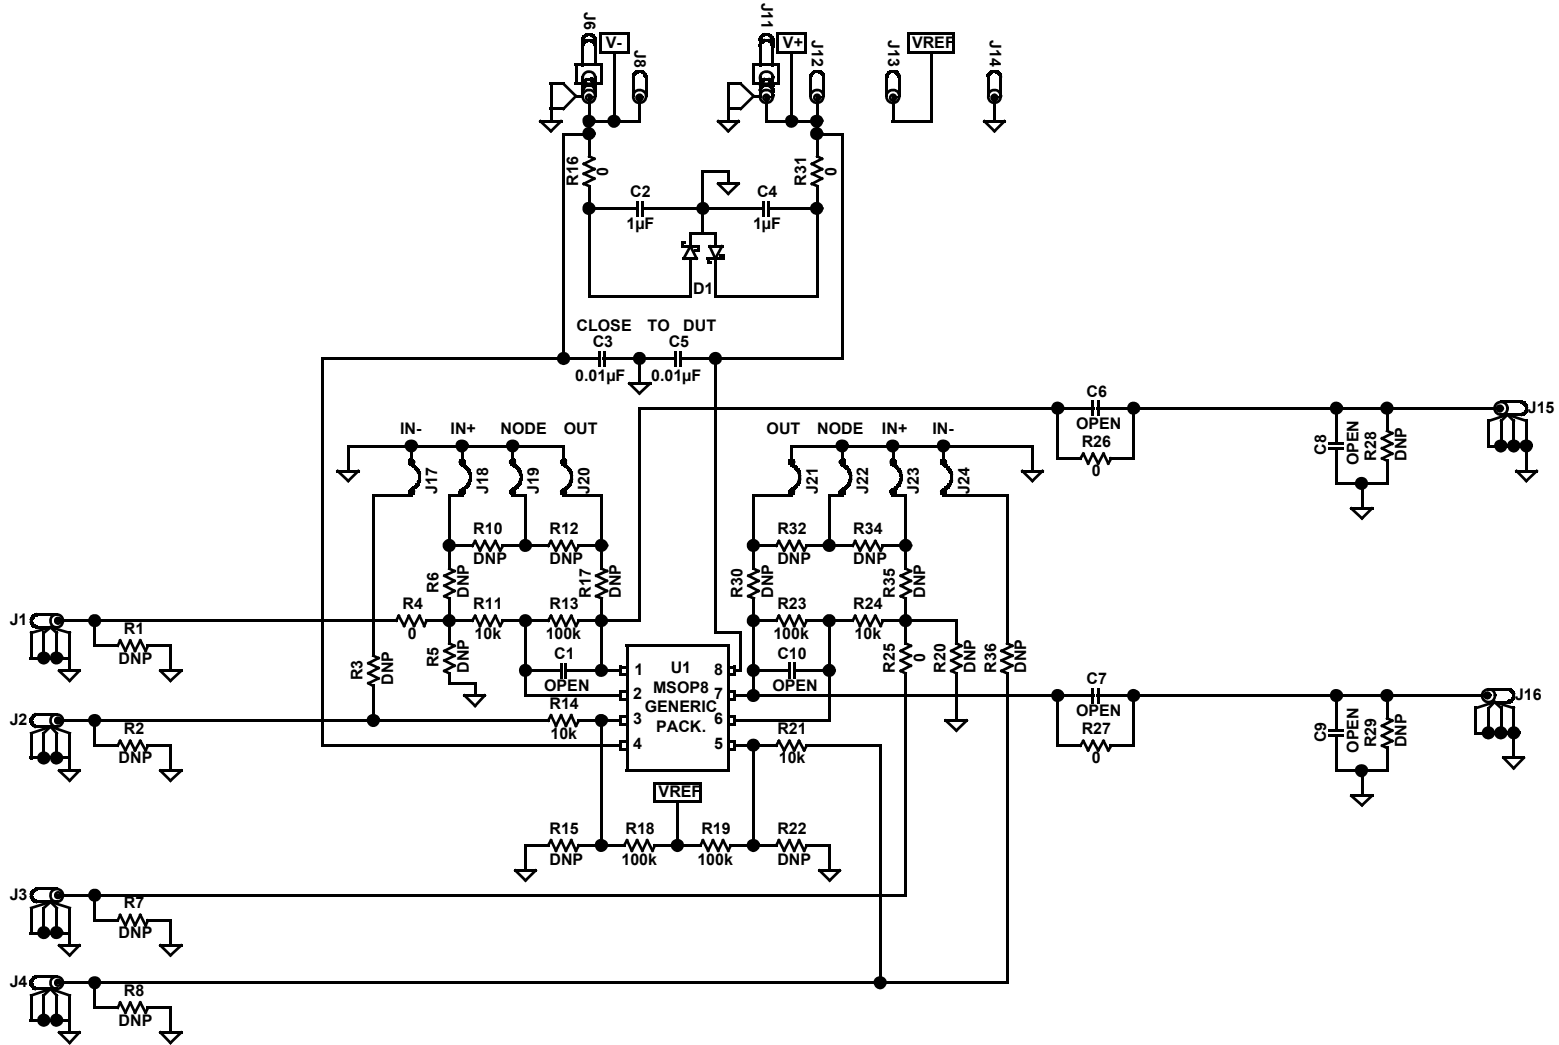 J6
V-
J8
J11
V+
J12
J13
VREF
J14
R16
0
R31
0
C2
1µF
C4
1µF
D1
CLOSE TO DUT
C3
0.01µF
C5
0.01µF
IN- IN+ NODE OUT
J17
J18
J19
J20
OUT NODE IN+ IN-
J21
J22
J23
J24
C6
OPEN
R26
0
C8
OPEN
R28
DNP
J15
R10
DNP
R12
DNP
R32
DNP
R34
DNP
R6
DNP
R17
DNP
R30
DNP
R35
DNP
J1
R1
DNP
R4
0
R11
10k
R13
100k
R23
100k
R24
10k
R3
DNP
R5
DNP
C1
OPEN
U1
MSOP8
GENERIC
PACK.
1
2
3
4
8
7
6
5
C10
OPEN
R25
0
R20
DNP
R36
DNP
C7
OPEN
R27
0
C9
OPEN
R29
DNP
J16
J2
R2
DNP
R14
10k
R21
10k
VREF
R15
DNP
R18
100k
R19
100k
R22
DNP
J3
R7
DNP
J4
R8
DNP